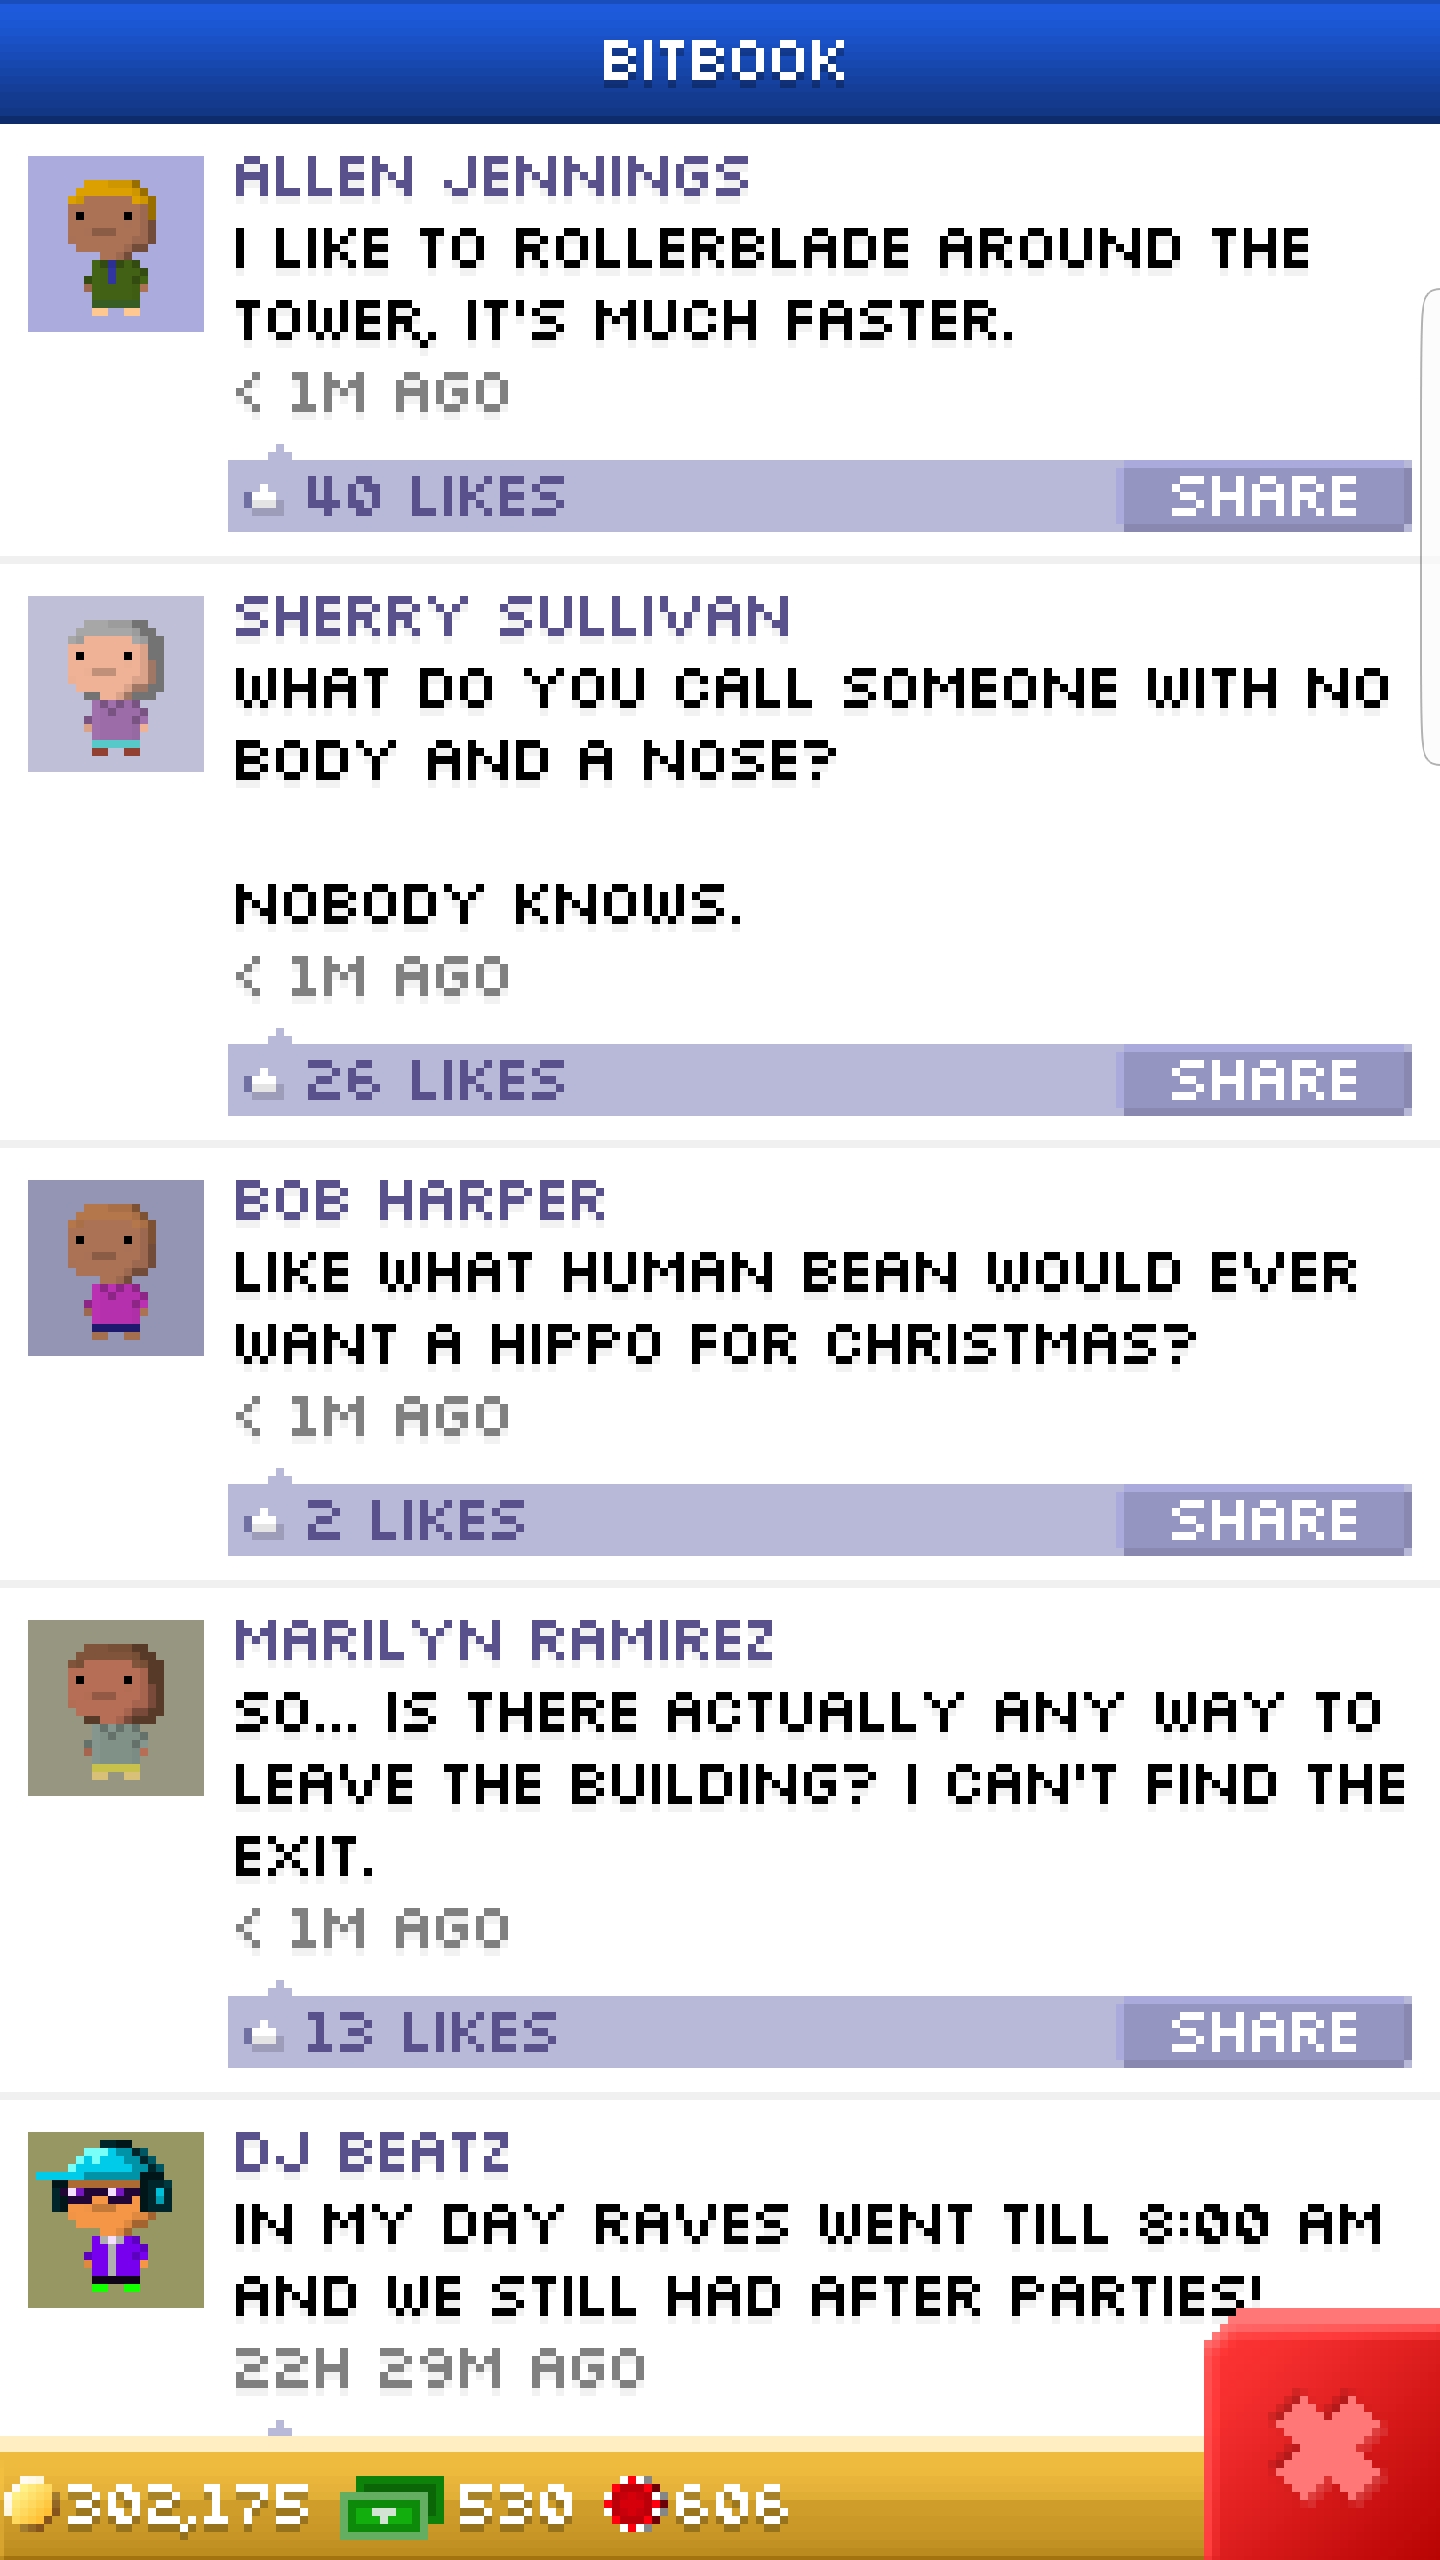 BITBOOK
ALLEN JENNINGS
I LIKE TO ROLLERBLADE AROUND THE
TOWER, IT'S MUCH FASTER.
< 1M AGO
40 LIKES
SHARE
SHERRY SULLIVAN
WHAT DO YOU CALL SOMEONE WITH NO
BODY AND A NOSE?
NOBODY KNOWS.
< 1M AGO
26 LIKES
SHARE
BOB HARPER
LIKE WHAT HUMAN BEAN WOULD EVER
WANT A HIPPO FOR CHRISTMAS?
< 1M AGO
2 LIKES
SHARE
MARILYN RAMIREZ
SO... IS THERE ACTUALLY ANY WAY TO
LEAVE THE BUILDING? I CAN'T FIND THE
EXIT.
< 1M AGO
13 LIKES
SHARE
DJ BEATZ
IN MY DAY RAVES WENT TILL 8:00 AM
AND WE STILL HAD AFTER PARTIES!
22H 29M AGO
302,175 530 606